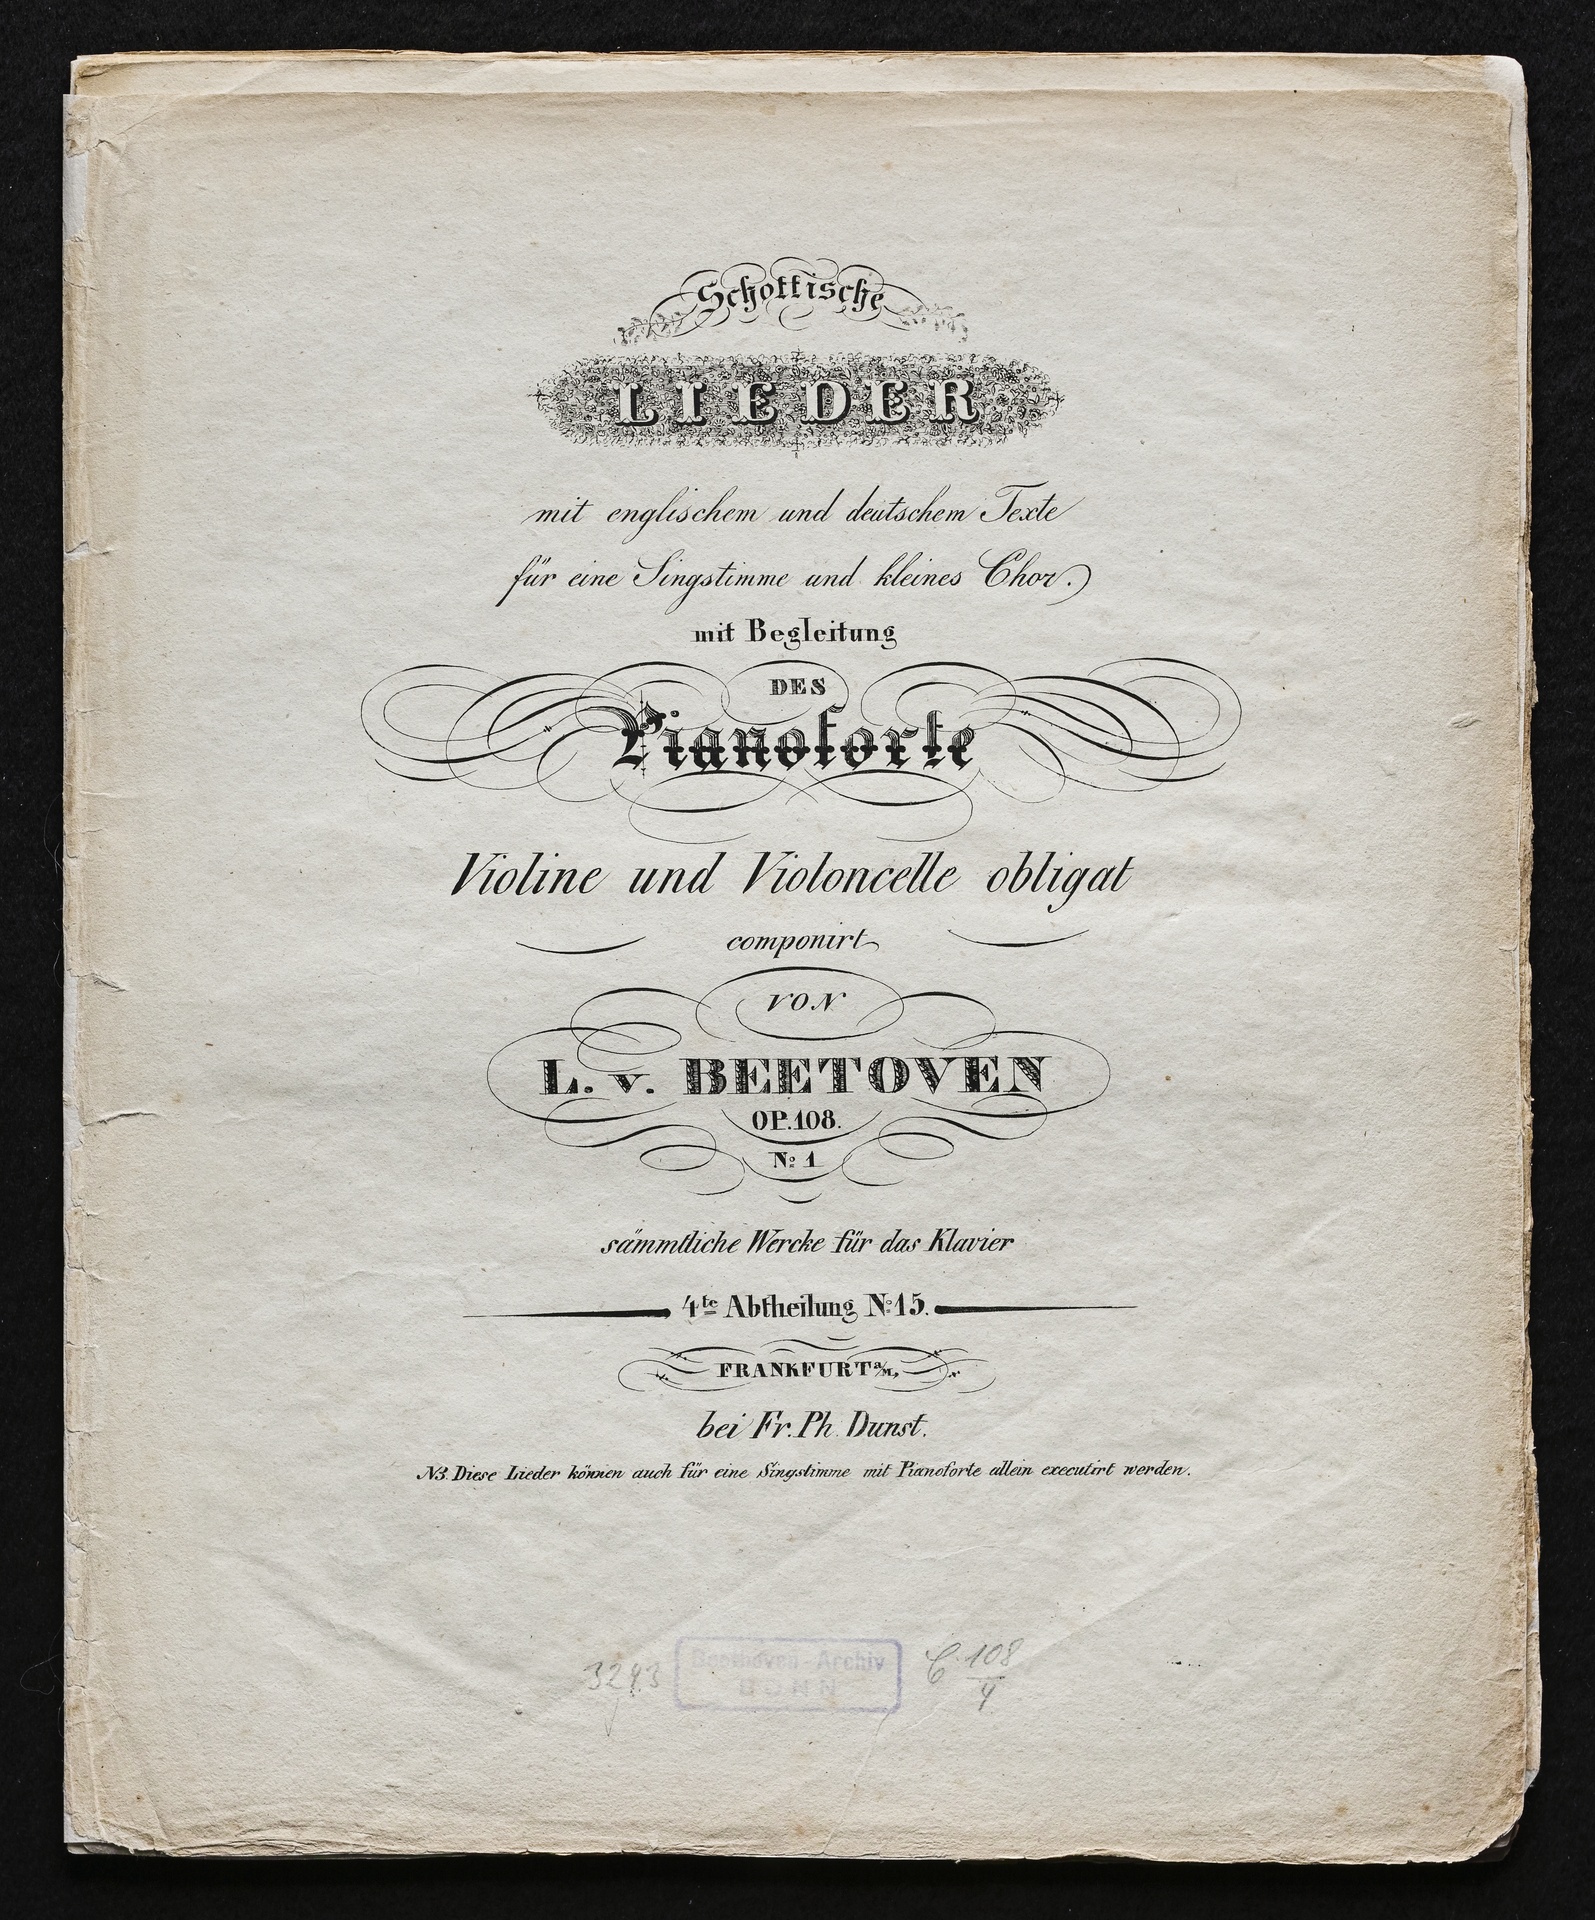 Schottische
LIEDER
mit englischem und deutschem Texte
für eine Singstimme und kleines Chor.
mit Begleitung
DES
Pianoforte
Violine und Violoncelle obligat
componirt
VON
L. v. BEETOVEN
OP. 108.
No. 1
sämmtliche Wercke für das Klavier
4te Abtheilung No. 15.
FRANKFURT a/M,
bei Fr. Ph. Dunst.
NB. Diese Lieder können auch für eine Singstimme mit Pianoforte allein executirt werden.
Beethoven-Archiv
BONN
C 108/4